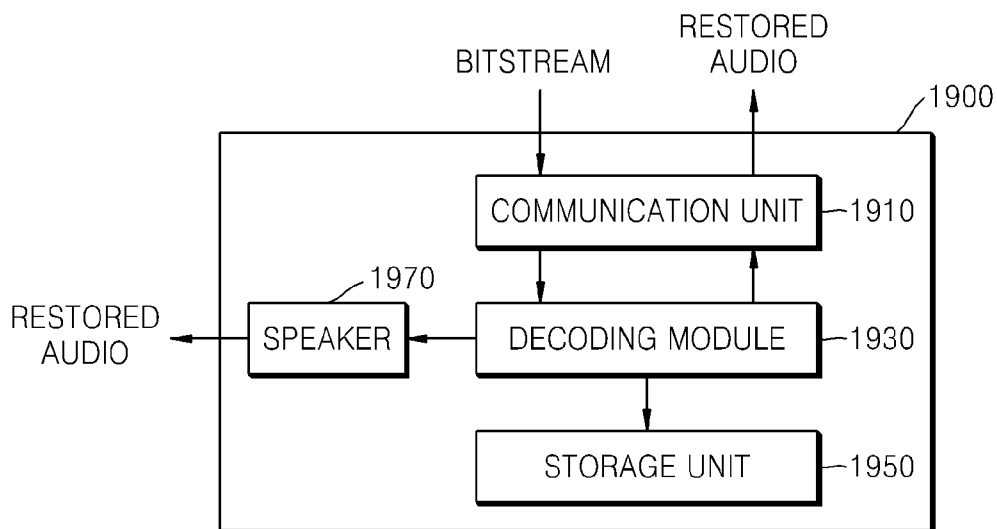 RESTORED
AUDIO
BITSTREAM
1900
COMMUNICATION UNIT
1910
1970
RESTORED
AUDIO
SPEAKER
DECODING MODULE
1930
STORAGE UNIT
1950